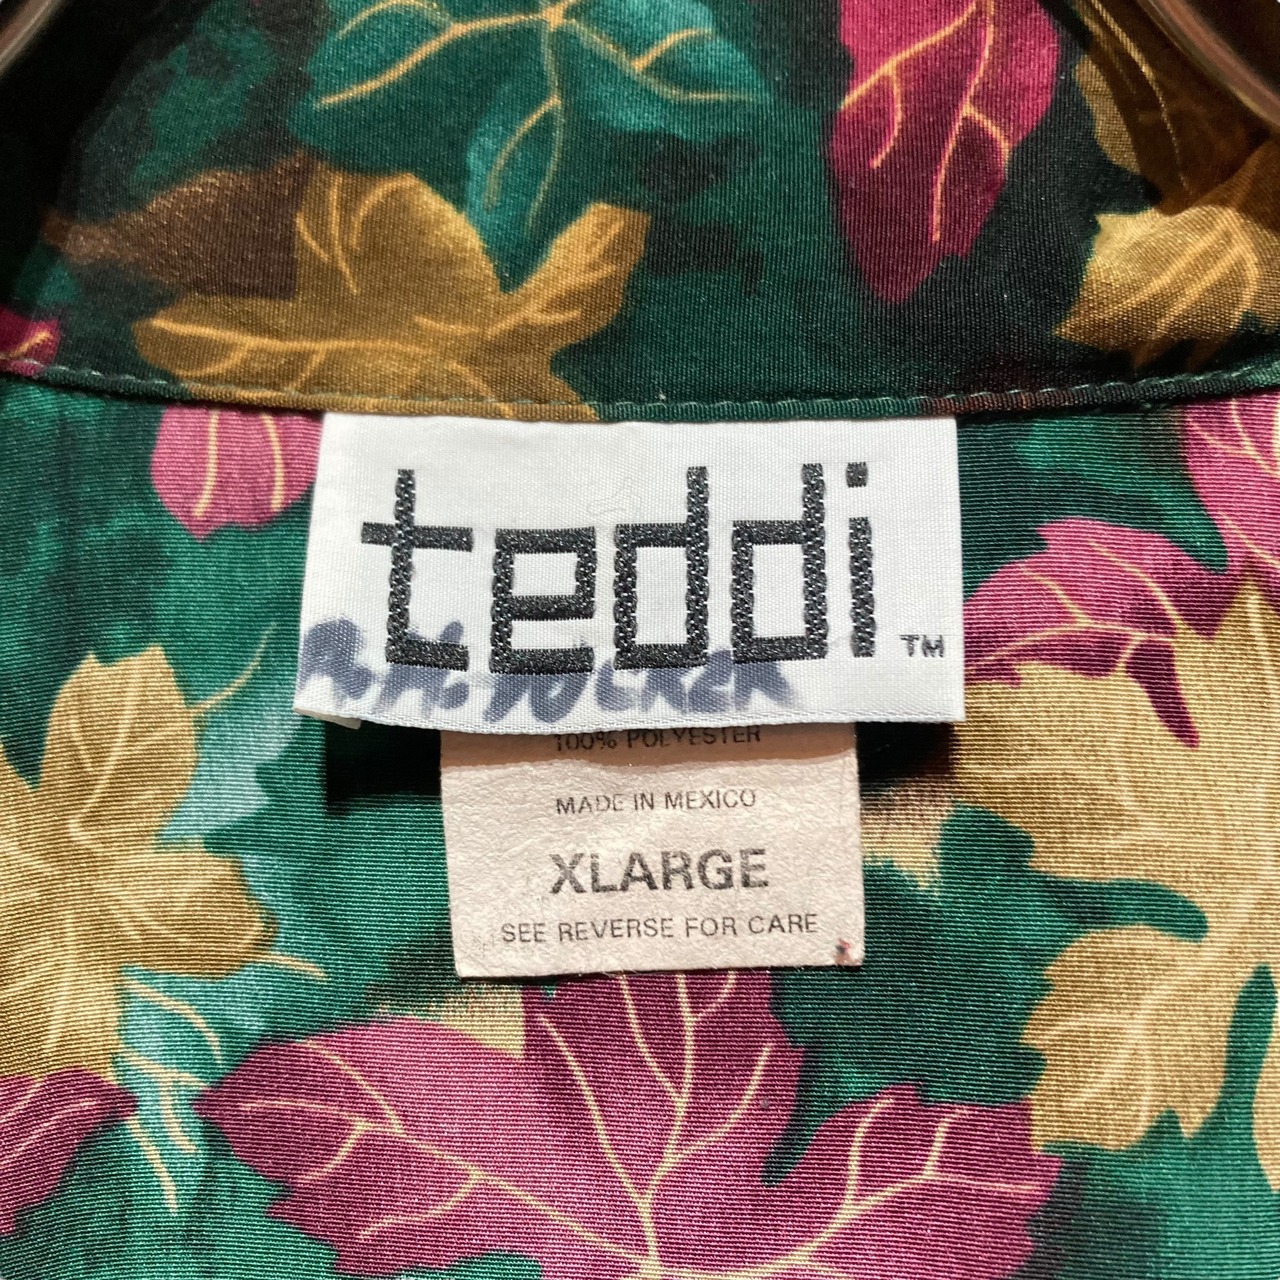 teddi TM
100% POLYESTER
MADE IN MEXICO
XLARGE
SEE REVERSE FOR CARE